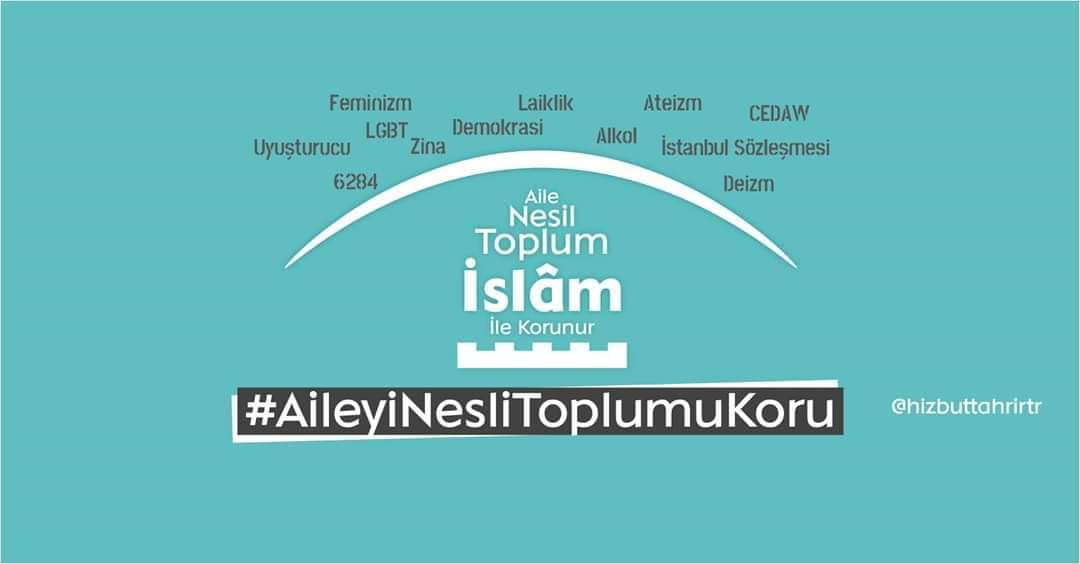 Feminizm
Laiklik
Ateizm
CEDAW
LGBT
Demokrasi
Alkol
Uyuşturucu
Zina
İstanbul Sözleşmesi
6284
Deizm
Aile
Nesil
Toplum
İslâm
İle Korunur
#AileyiNesliToplumuKoru
@hizbuttahrirtr